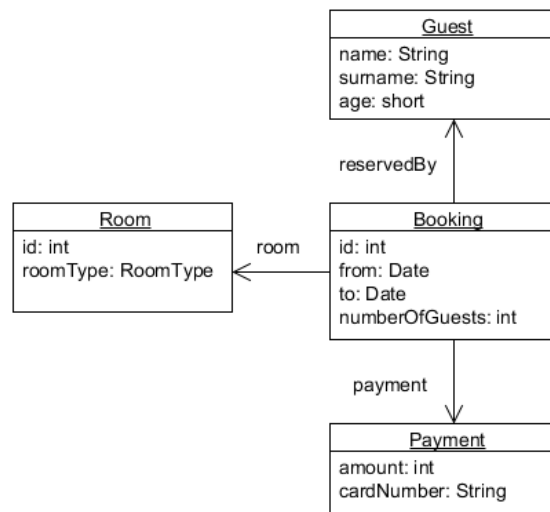 Guest
name: String
surname: String
age: short
reservedBy
Room
id: int
roomType: RoomType
room
Booking
id: int
from: Date
to: Date
numberOfGuests: int
payment
Payment
amount: int
cardNumber: String